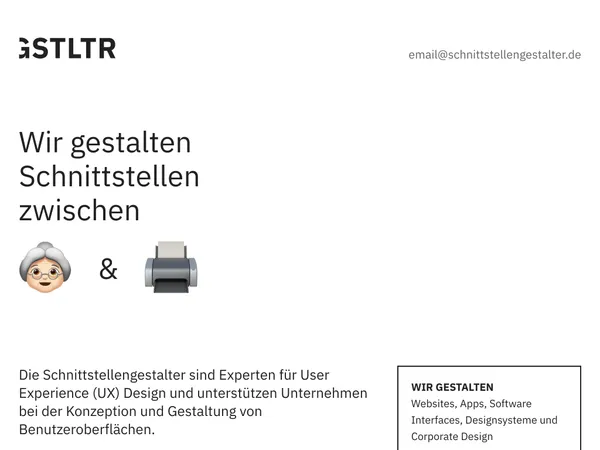 GSTLTR
email@schnittstellengestalter.de
Wir gestalten
Schnittstellen
zwischen
&
Die Schnittstellengestalter sind Experten für User
Experience (UX) Design und unterstützen Unternehmen
bei der Konzeption und Gestaltung von
Benutzeroberflächen.
WIR GESTALTEN
Websites, Apps, Software
Interfaces, Designsysteme und
Corporate Design